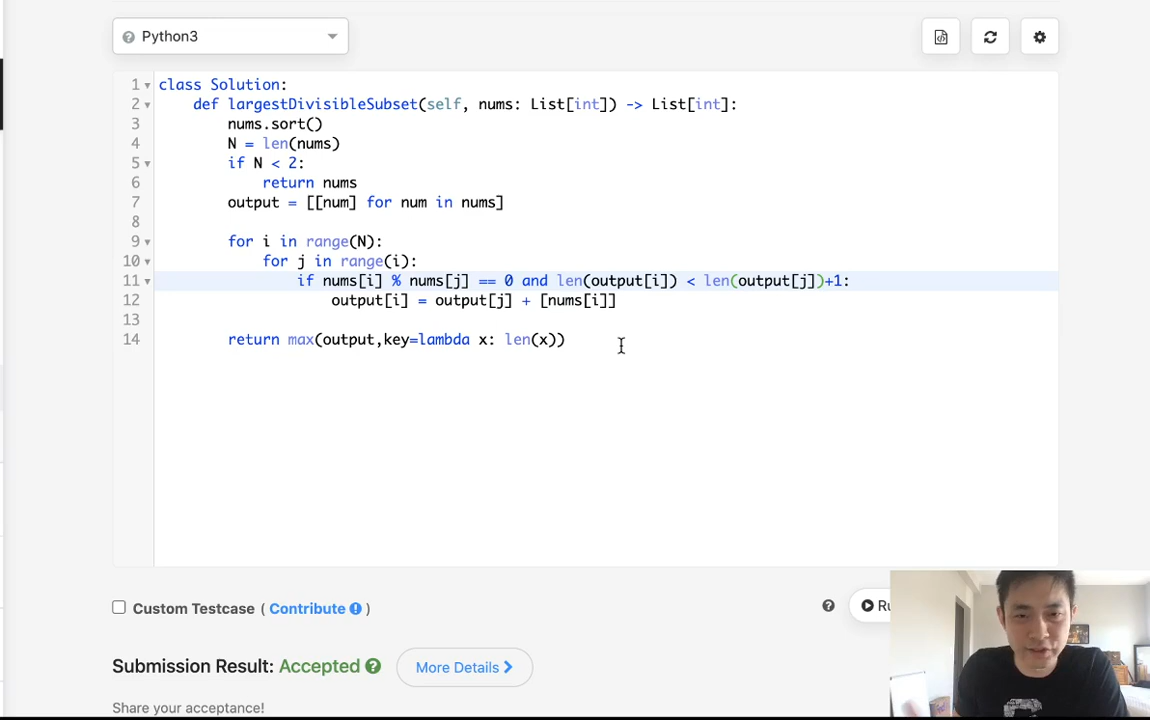 Python3
1 class Solution:
2 def largestDivisibleSubset(self, nums: List[int]) -> List[int]:
3 nums.sort()
4 N = len(nums)
5 if N < 2:
6 return nums
7 output = [[num] for num in nums]
8
9 for i in range(N):
10 for j in range(i):
11 if nums[i] % nums[j] == 0 and len(output[i]) < len(output[j])+1:
12 output[i] = output[j] + [nums[i]]
13
14 return max(output,key=lambda x: len(x))
Custom Testcase ( Contribute )
Submission Result: Accepted
More Details
Share your acceptance!